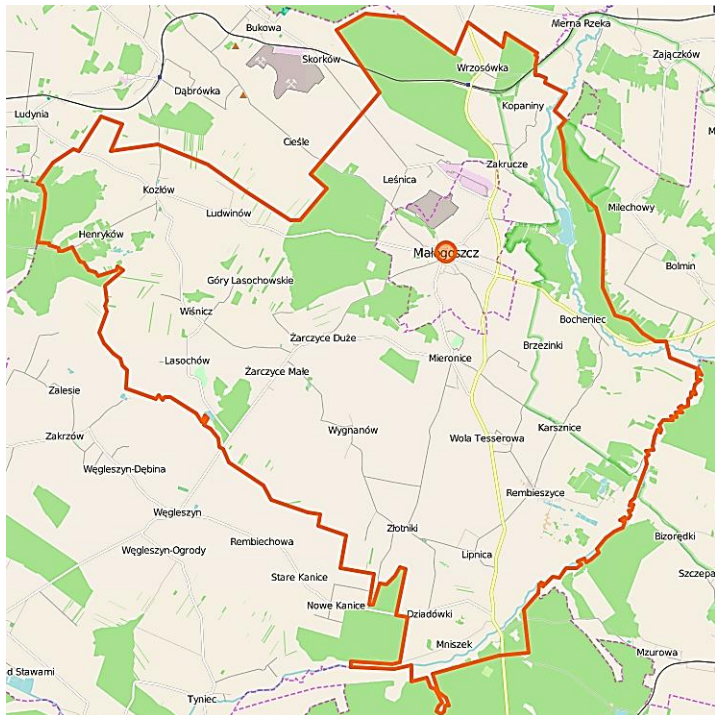 Bukowa
Mierna Rzeka
Skorków
Zajączków
Wrzosówka
Dąbrówka
Kopaniny
Ludynia
Cieśle
Zakrucze
Leśnica
Kozłów
Ludwinów
Milechowy
Henryków
Małogoszcz
Bolmin
Góry Lasochowskie
Wiśnicz
Bocheniec
Żarczyce Duże
Brzezinki
Mieronice
Lasochów
Żarczyce Małe
Zalesie
Karsznice
Wygnanów
Zakrzów
Wola Tesserowa
Węgleszyn-Dębina
Rembieszyce
Węgleszyn
Złotniki
Bizorędki
Rembiechowa
Węgleszyn-Ogrody
Lipnica
Szczepa
Stare Kanice
Nowe Kanice
Dziadówki
Mniszek
Mzurowa
d Stawami
Tyniec